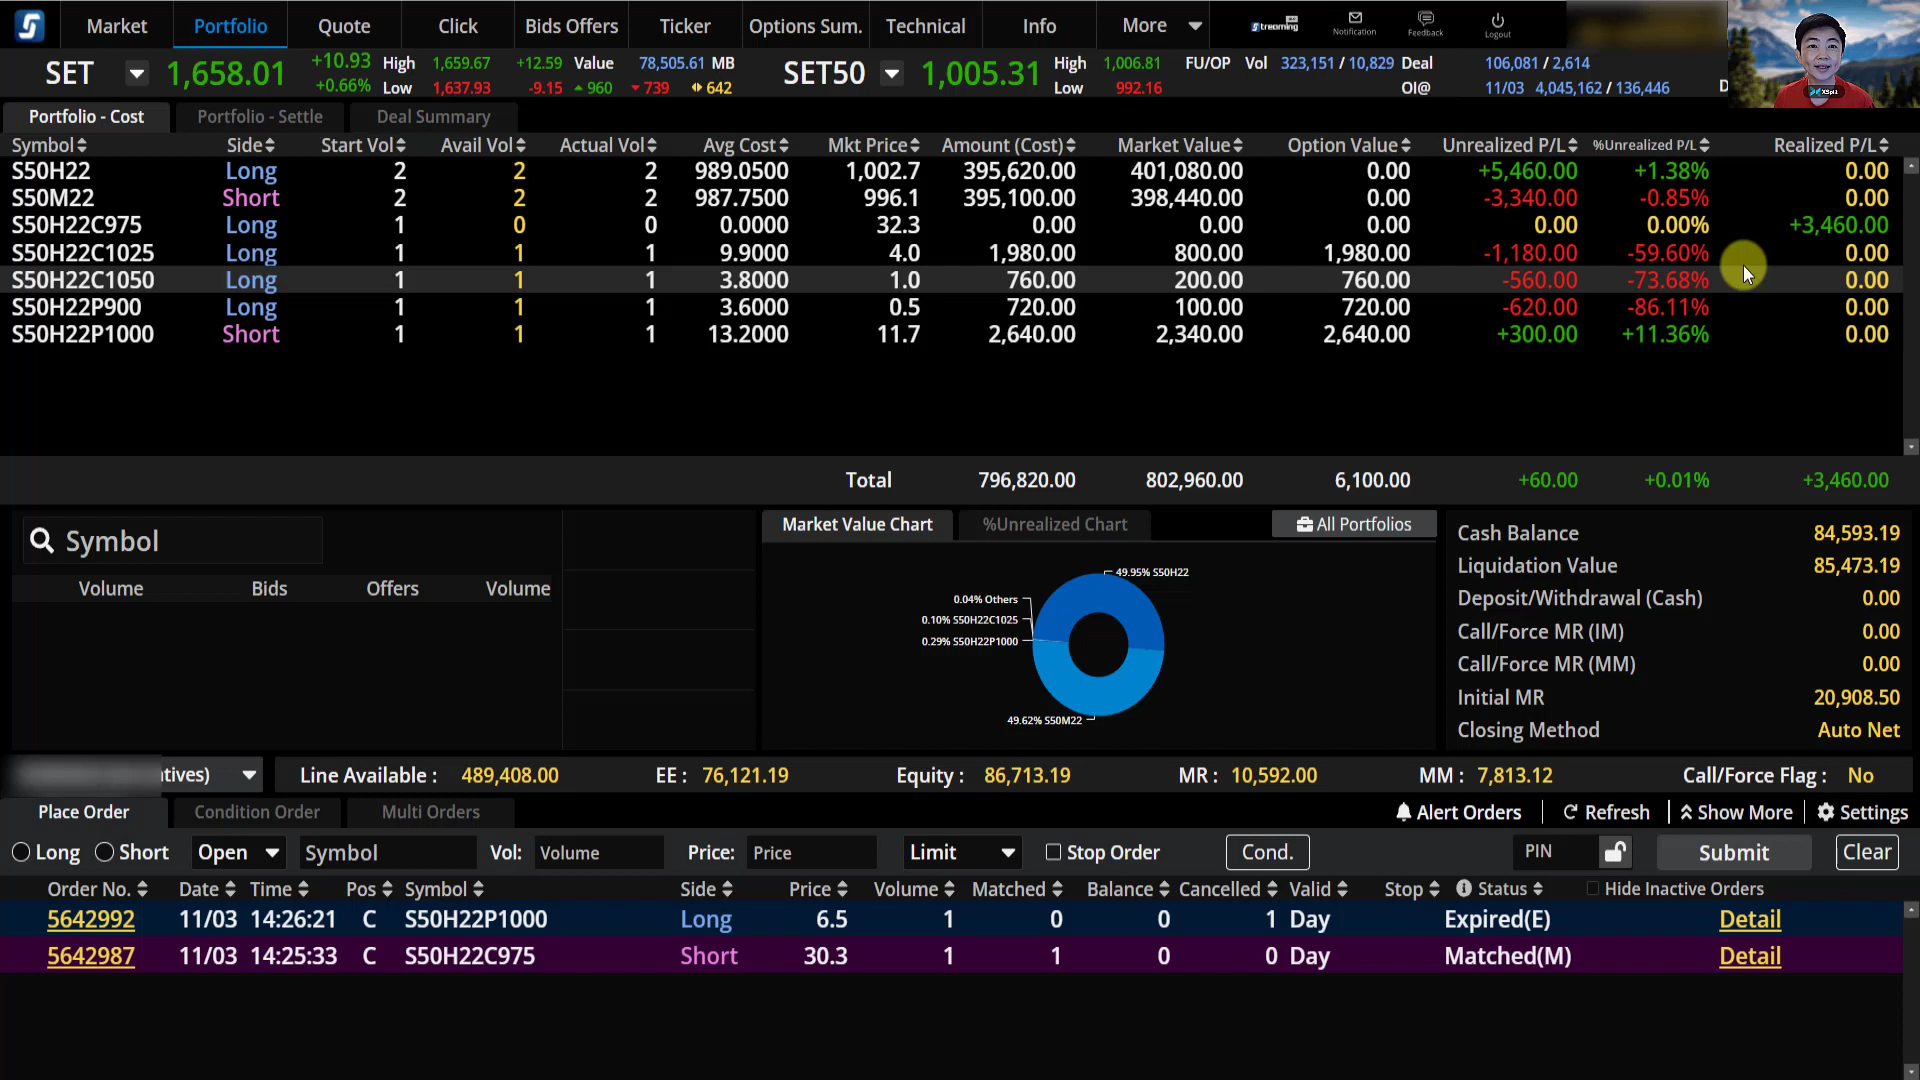 Market Portfolio Quote Click Bids Offers Ticker Options Sum. Technical Info More Streaming Notification Feedback Logout
SET 1,658.01 +10.93 +0.66% High 1,659.67 +12.59 Value 78,505.61 MB
Low 1,637.93 -9.15 960 739 642
SET50 1,005.31 High 1,006.81 FU/OP Vol 323,151 / 10,829 Deal 106,081 / 2,614
Low 992.16 OI@ 11/03 4,045,162 / 136,446 D
XSplit
Portfolio - Cost Portfolio - Settle Deal Summary
Symbol Side Start Vol Avail Vol Actual Vol Avg Cost Mkt Price Amount (Cost) Market Value Option Value Unrealized P/L %Unrealized P/L Realized P/L
S50H22 Long 2 2 2 989.0500 1,002.7 395,620.00 401,080.00 0.00 +5,460.00 +1.38% 0.00
S50M22 Short 2 2 2 987.7500 996.1 395,100.00 398,440.00 0.00 -3,340.00 -0.85% 0.00
S50H22C975 Long 1 0 0 0.0000 32.3 0.00 0.00 0.00 0.00 0.00% +3,460.00
S50H22C1025 Long 1 1 1 9.9000 4.0 1,980.00 800.00 1,980.00 -1,180.00 -59.60% 0.00
S50H22C1050 Long 1 1 1 3.8000 1.0 760.00 200.00 760.00 -560.00 -73.68% 0.00
S50H22P900 Long 1 1 1 3.6000 0.5 720.00 100.00 720.00 -620.00 -86.11% 0.00
S50H22P1000 Short 1 1 1 13.2000 11.7 2,640.00 2,340.00 2,640.00 +300.00 +11.36% 0.00
Total 796,820.00 802,960.00 6,100.00 +60.00 +0.01% +3,460.00
Symbol
Volume Bids Offers Volume
Market Value Chart %Unrealized Chart All Portfolios
49.95% S50H22
0.04% Others
0.10% S50H22C1025
0.29% S50H22P1000
49.62% S50M22
Cash Balance 84,593.19
Liquidation Value 85,473.19
Deposit/Withdrawal (Cash) 0.00
Call/Force MR (IM) 0.00
Call/Force MR (MM) 0.00
Initial MR 20,908.50
Closing Method Auto Net
tives) Line Available : 489,408.00 EE : 76,121.19 Equity : 86,713.19 MR : 10,592.00 MM : 7,813.12 Call/Force Flag : No
Place Order Condition Order Multi Orders Alert Orders Refresh Show More Settings
Long Short Open Symbol Vol: Volume Price: Price Limit Stop Order Cond. PIN Submit Clear
Order No. Date Time Pos Symbol Side Price Volume Matched Balance Cancelled Valid Stop Status Hide Inactive Orders
5642992 11/03 14:26:21 C S50H22P1000 Long 6.5 1 0 0 1 Day Expired(E) Detail
5642987 11/03 14:25:33 C S50H22C975 Short 30.3 1 1 0 0 Day Matched(M) Detail